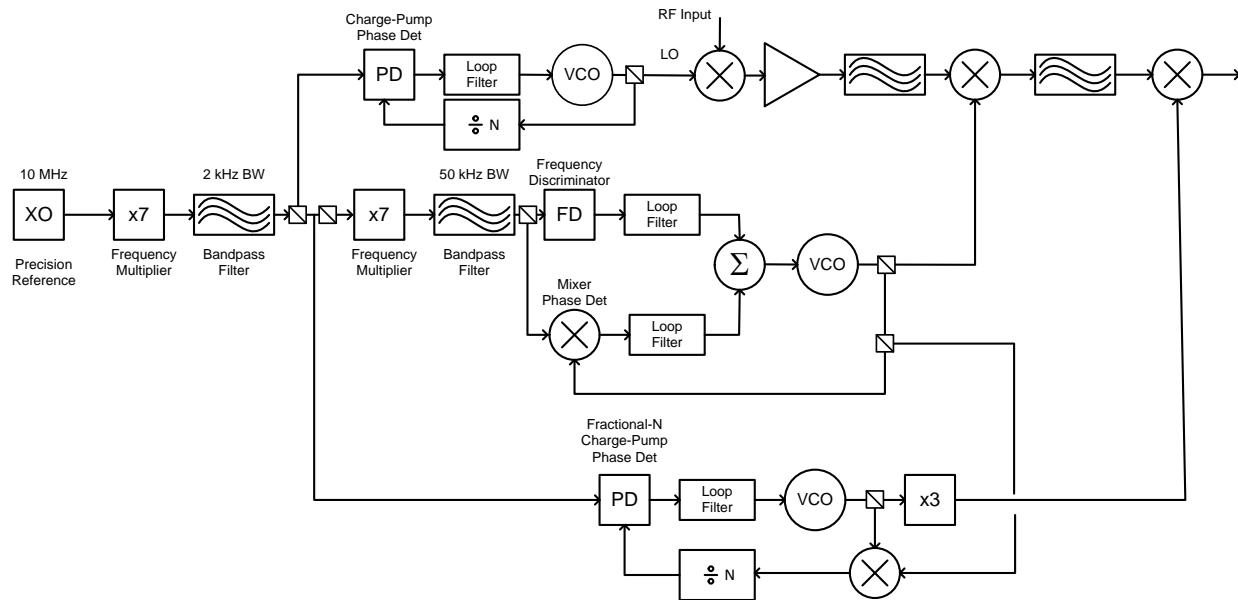 RF Input
Charge-Pump
Phase Det
LO
PD
Loop
Filter
VCO
÷ N
10 MHz
2 kHz BW
50 kHz BW
Frequency
Discriminator
XO
x7
x7
FD
Loop
Filter
Precision
Reference
Frequency
Multiplier
Bandpass
Filter
Frequency
Multiplier
Bandpass
Filter
Σ
VCO
Mixer
Phase Det
Loop
Filter
Fractional-N
Charge-Pump
Phase Det
PD
Loop
Filter
VCO
x3
÷ N